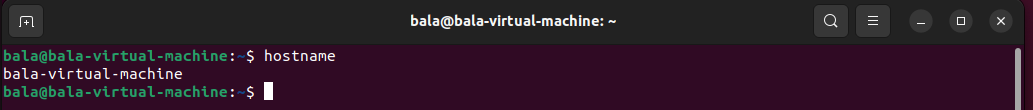 bala@bala-virtual-machine: ~
bala@bala-virtual-machine:~$ hostname
bala-virtual-machine
bala@bala-virtual-machine:~$